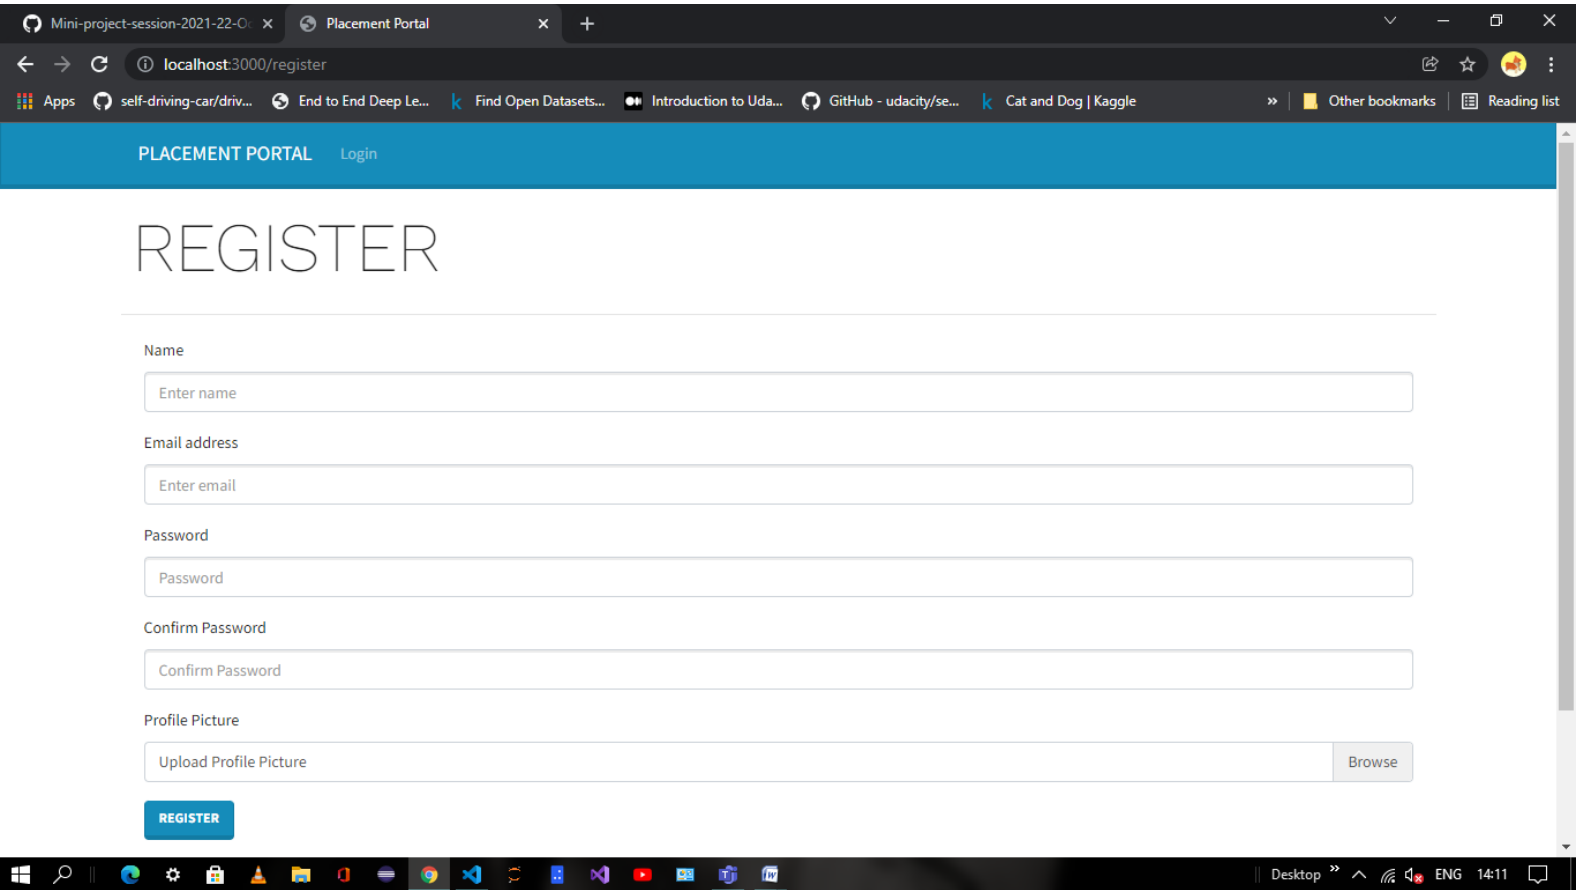 Mini-project-session-2021-22-Oc
Placement Portal
localhost:3000/register
Apps self-driving-car/driv... End to End Deep Le... Find Open Datasets... Introduction to Uda... GitHub - udacity/se... Cat and Dog | Kaggle » Other bookmarks Reading list
PLACEMENT PORTAL Login
REGISTER
Name
Enter name
Email address
Enter email
Password
Password
Confirm Password
Confirm Password
Profile Picture
Upload Profile Picture Browse
REGISTER
Desktop » ENG 14:11